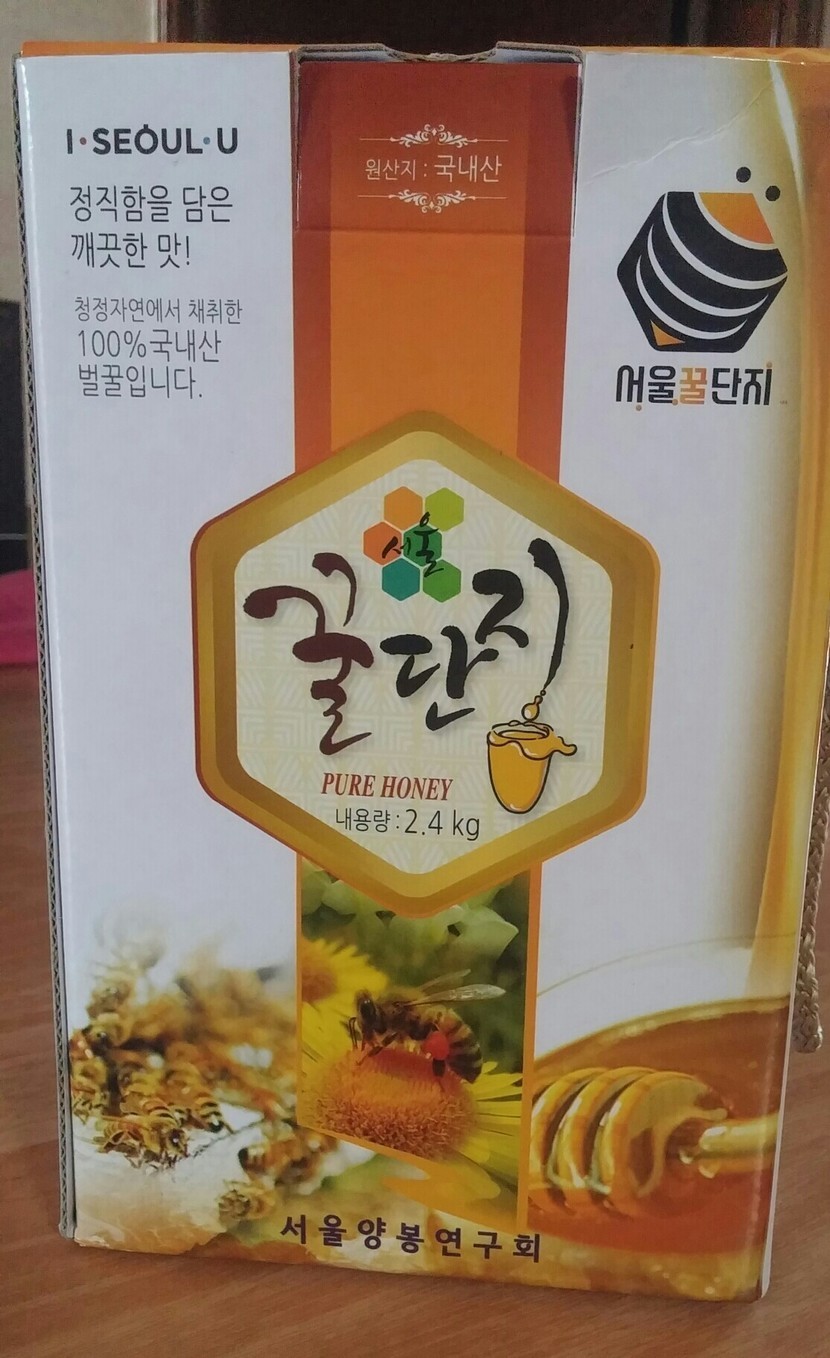 I·SEOUL·U
정직함을 담은
깨끗한 맛!
청정자연에서 채취한
100%국내산
벌꿀입니다.
원산지 : 국내산
서울꿀단지
서울
꿀단지
PURE HONEY
내용량 : 2.4 kg
서울양봉연구회